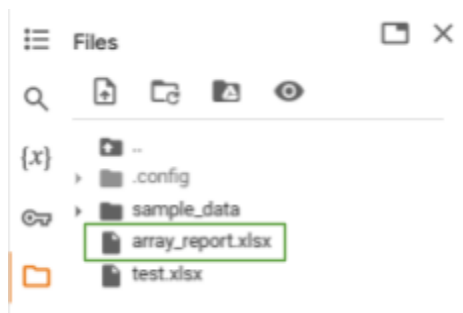 Files
{x}
..
.config
sample_data
array_report.xlsx
test.xlsx